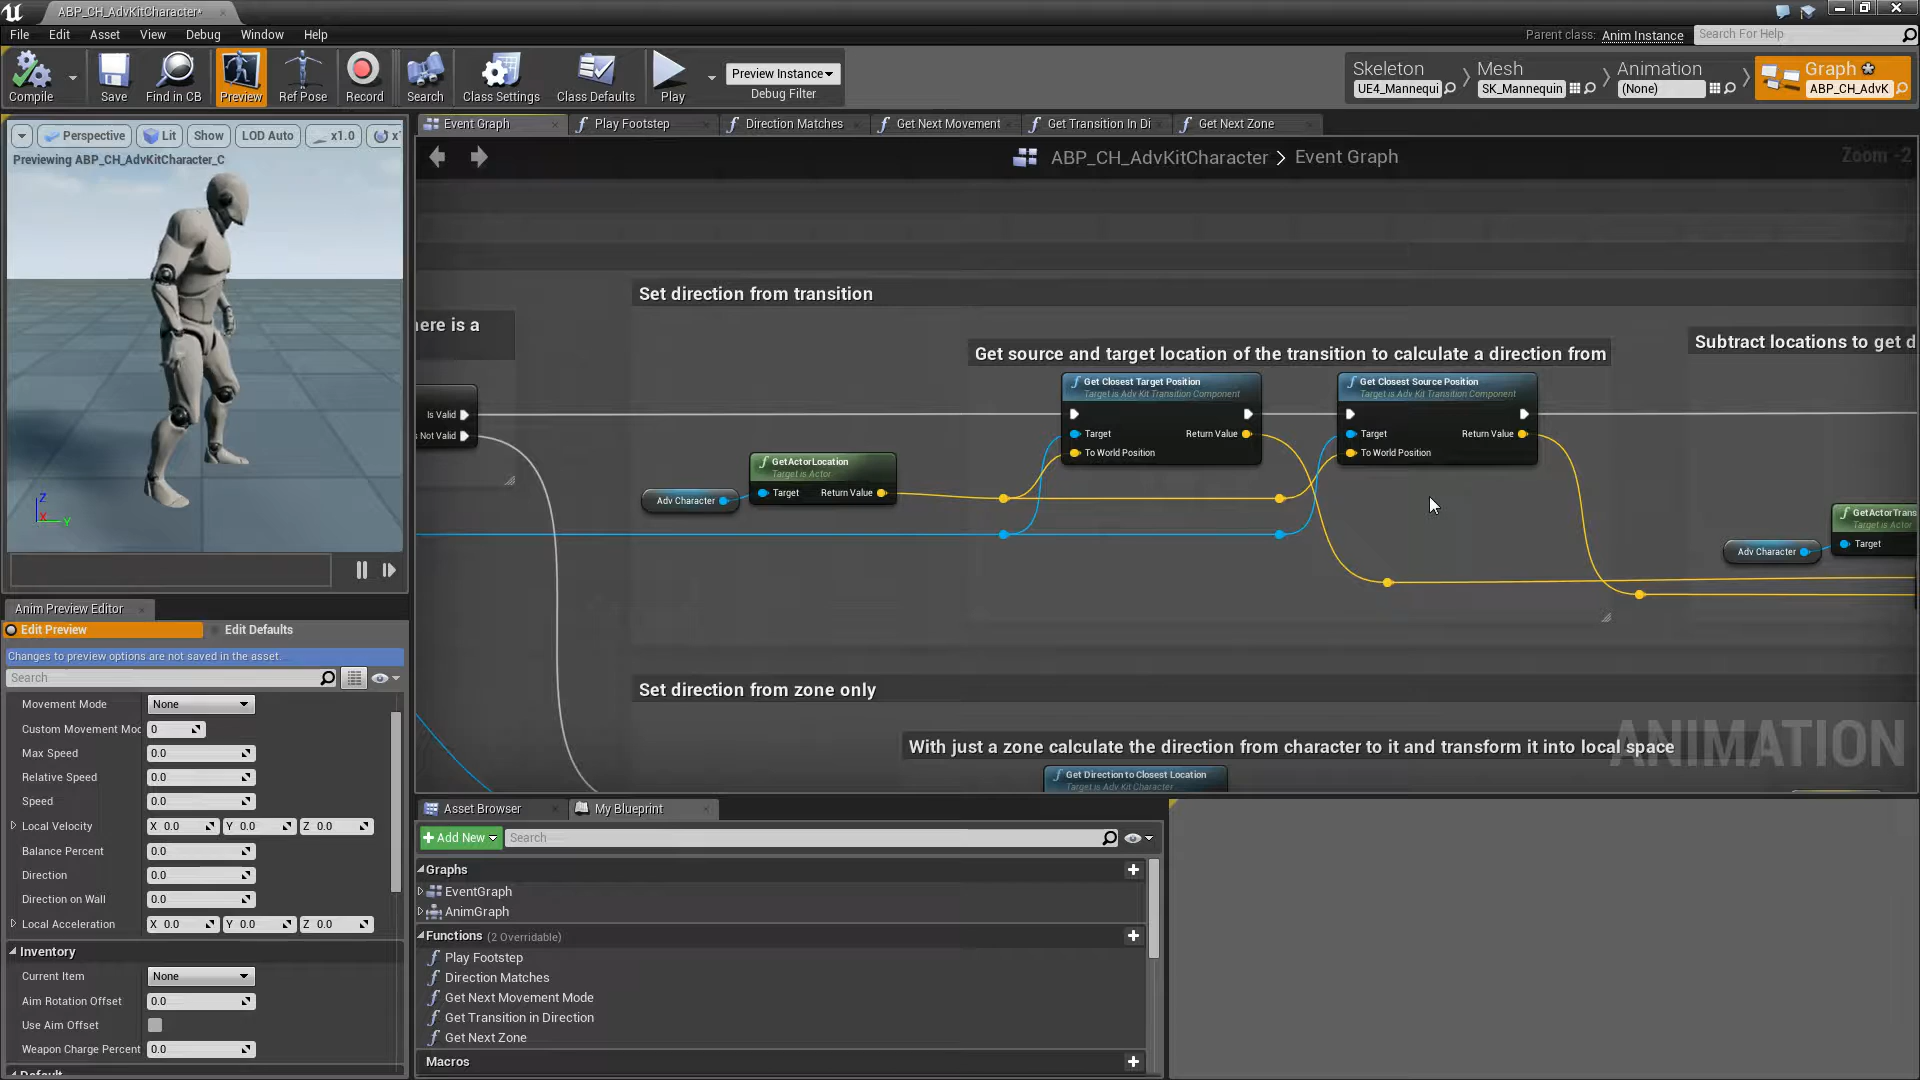 ABP_CH_AdvKitCharacter*
File Edit Asset View Debug Window Help
Parent class: Anim Instance
Search For Help
Compile
Save
Find in CB
Preview
Ref Pose
Record
Search
Class Settings
Class Defaults
Play
Preview Instance
Debug Filter
Skeleton
UE4_Mannequi
Mesh
SK_Mannequin
Animation
(None)
Graph
ABP_CH_AdvK
Perspective Lit Show LOD Auto x1.0
Previewing ABP_CH_AdvKitCharacter_C
Z
X
Y
Event Graph
Play Footstep
Direction Matches
Get Next Movement
Get Transition In Di
Get Next Zone
ABP_CH_AdvKitCharacter > Event Graph
Zoom -2
here is a
Is Valid
s Not Valid
Set direction from transition
Get source and target location of the transition to calculate a direction from
Subtract locations to get d
Get Closest Target Position
Target is Adv Kit Transition Component
Target Return Value
To World Position
Get Closest Source Position
Target is Adv Kit Transition Component
Target Return Value
To World Position
Adv Character
GetActorLocation
Target is Actor
Target Return Value
Adv Character
GetActorTrans
Target is Actor
Target
Set direction from zone only
With just a zone calculate the direction from character to it and transform it into local space
Get Direction to Closest Location
Target is Adv Kit Character
ANIMATION
Anim Preview Editor
Edit Preview Edit Defaults
Changes to preview options are not saved in the asset.
Search
Movement Mode None
Custom Movement Mod 0
Max Speed 0.0
Relative Speed 0.0
Speed 0.0
Local Velocity X 0.0 Y 0.0 Z 0.0
Balance Percent 0.0
Direction 0.0
Direction on Wall 0.0
Local Acceleration X 0.0 Y 0.0 Z 0.0
Inventory
Current Item None
Aim Rotation Offset 0.0
Use Aim Offset
Weapon Charge Percent 0.0
Default
Asset Browser My Blueprint
Add New Search
Graphs
EventGraph
AnimGraph
Functions (2 Overridable)
Play Footstep
Direction Matches
Get Next Movement Mode
Get Transition in Direction
Get Next Zone
Macros